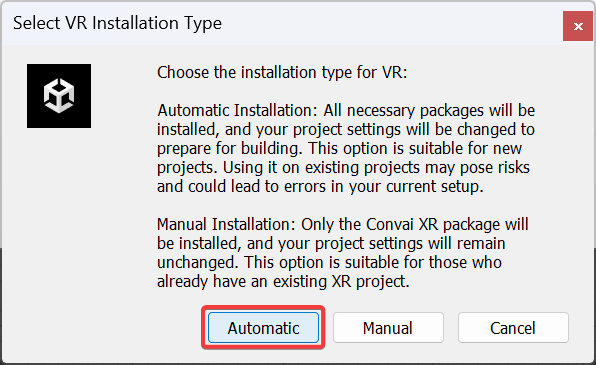 Select VR Installation Type
Choose the installation type for VR:
Automatic Installation: All necessary packages will be
installed, and your project settings will be changed to
prepare for building. This option is suitable for new
projects. Using it on existing projects may pose risks
and could lead to errors in your current setup.
Manual Installation: Only the Convai XR package will
be installed, and your project settings will remain
unchanged. This option is suitable for those who
already have an existing XR project.
Automatic
Manual
Cancel